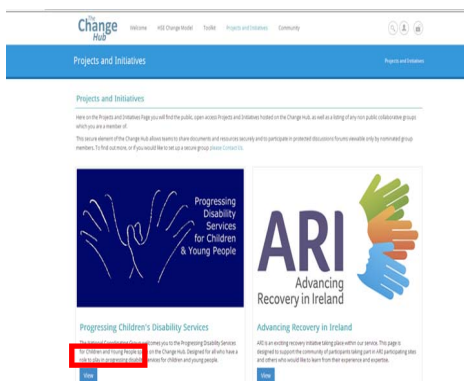 The
Change
Hub
Welcome HSE Change Model Toolkit Projects and Initiatives Community
Projects and Initiatives
Projects and Initiatives
Projects and Initiatives
Here on the Projects and Initiatives Page you will find the public, open access Projects and Initiatives hosted on the Change Hub, as well as a listing of any non public collaborative groups
which you are a member of.
This secure element of the Change Hub allows teams to share documents and resources securely and to participate in protected discussions forums viewable only by nominated group
members. To find out more, or if you would like to set up a secure group please Contact Us.
Progressing
Disability
Services
for Children
& Young People
ARI
Advancing
Recovery in Ireland
Progressing Children's Disability Services
The National Coordinating Group welcomes you to the Progressing Disability Services
for Children and Young People on the Change Hub. Designed for all who have a
role to play in progressing disability services for children and young people.
View
Advancing Recovery in Ireland
ARI is an exciting recovery initiative taking place within our service. This page is
designed to support the community of participants taking part in ARI participating sites
and others who would like to learn from their experience and expertise.
View